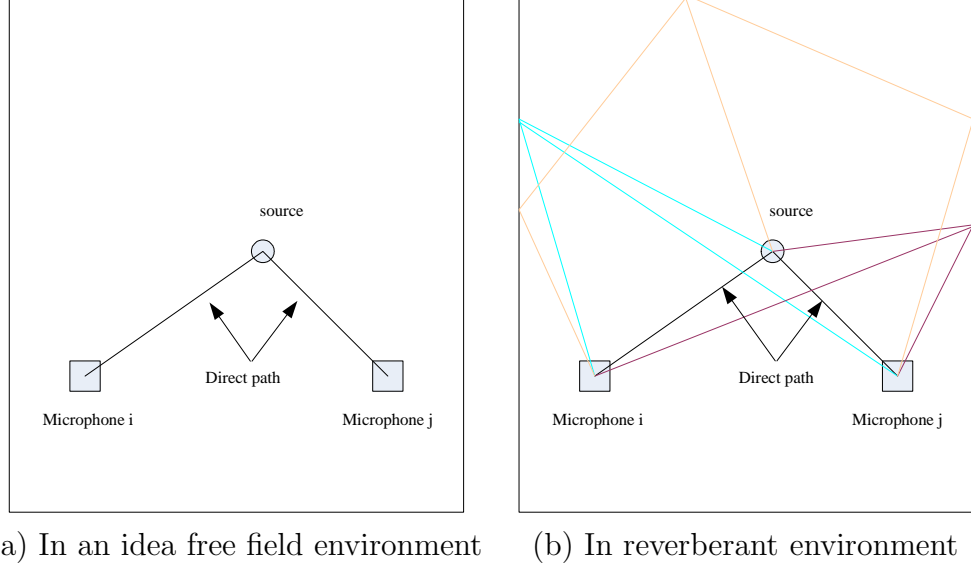 source
Direct path
Microphone i
Microphone j
a) In an idea free field environment
source
Direct path
Microphone i
Microphone j
(b) In reverberant environment